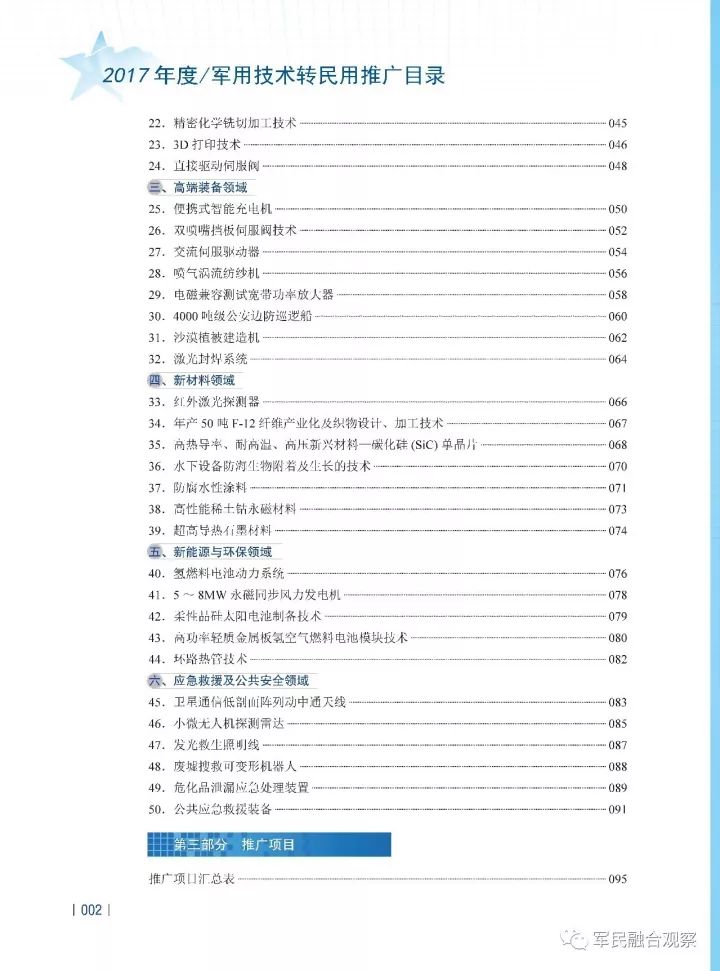 2017 年度/军用技术转民用推广目录
22. 精密化学铣切加工技术 045
23. 3D 打印技术 046
24. 直接驱动伺服阀 048
三、高端装备领域
25. 便携式智能充电机 050
26. 双喷嘴挡板伺服阀技术 052
27. 交流伺服驱动器 054
28. 喷气涡流纺纱机 056
29. 电磁兼容测试宽带功率放大器 058
30. 4000 吨级公安边防巡逻船 060
31. 沙漠植被建造机 062
32. 激光封焊系统 064
四、新材料领域
33. 红外激光探测器 066
34. 年产 50 吨 F-12 纤维产业化及织物设计、加工技术 067
35. 高热导率、耐高温、高压新兴材料—碳化硅 (SiC) 单晶片 068
36. 水下设备防海生物附着及生长的技术 070
37. 防腐水性涂料 071
38. 高性能稀土钴永磁材料 073
39. 超高导热石墨材料 074
五、新能源与环保领域
40. 氢燃料电池动力系统 076
41. 5 ～ 8MW 永磁同步风力发电机 078
42. 柔性晶硅太阳电池制备技术 079
43. 高功率轻质金属板氢空气燃料电池模块技术 080
44. 环路热管技术 082
六、应急救援及公共安全领域
45. 卫星通信低剖面阵列动中通天线 083
46. 小微无人机探测雷达 085
47. 发光救生照明线 087
48. 废墟搜救可变形机器人 088
49. 危化品泄漏应急处理装置 089
50. 公共应急救援装备 091
第三部分 推广项目
推广项目汇总表 095
002
军民融合观察